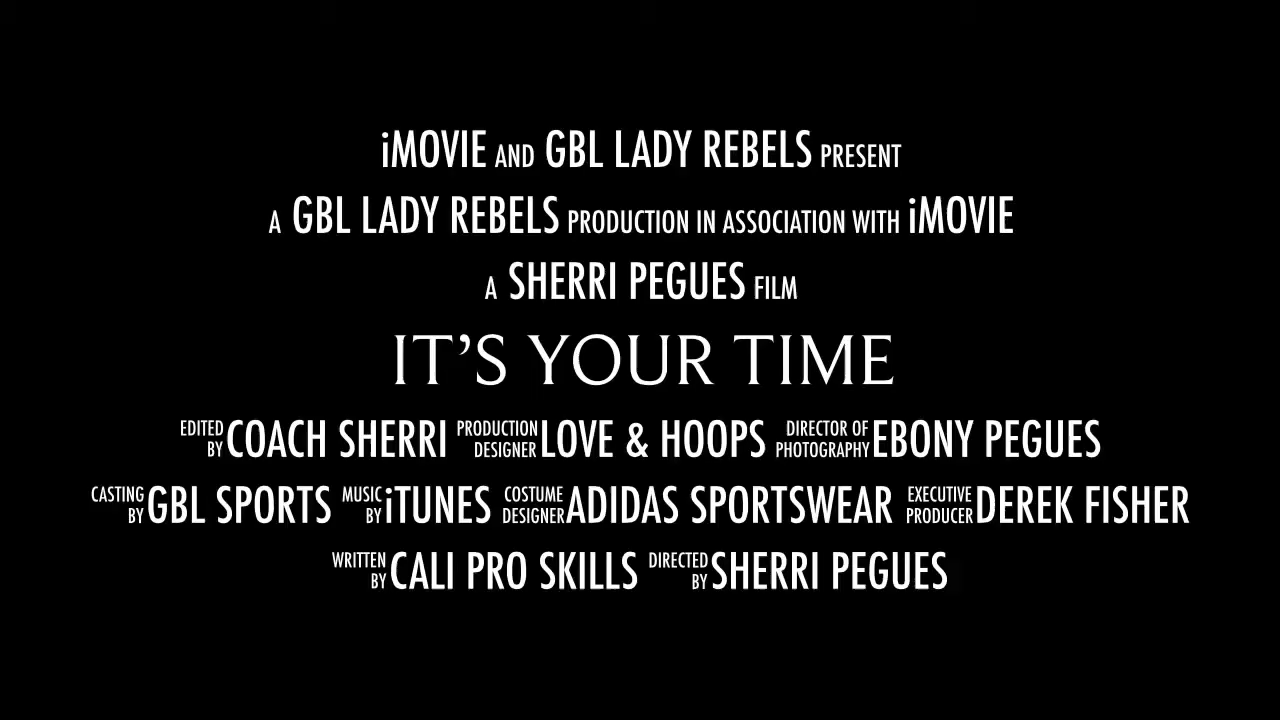 iMOVIE AND GBL LADY REBELS PRESENT
A GBL LADY REBELS PRODUCTION IN ASSOCIATION WITH iMOVIE
A SHERRI PEGUES FILM
IT'S YOUR TIME
EDITED BY COACH SHERRI PRODUCTION DESIGNER LOVE & HOOPS DIRECTOR OF PHOTOGRAPHY EBONY PEGUES
CASTING BY GBL SPORTS MUSIC BY iTUNES COSTUME DESIGNER ADIDAS SPORTSWEAR EXECUTIVE PRODUCER DEREK FISHER
WRITTEN BY CALI PRO SKILLS DIRECTED BY SHERRI PEGUES